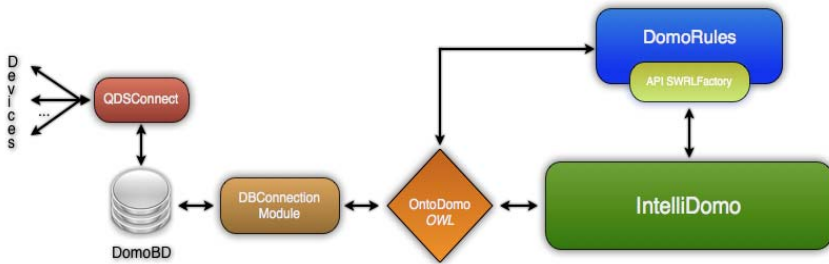 Devices
...
QDSConnect
DomoBD
DBConnection
Module
OntoDomo
OWL
DomoRules
API SWRLFactory
IntelliDomo